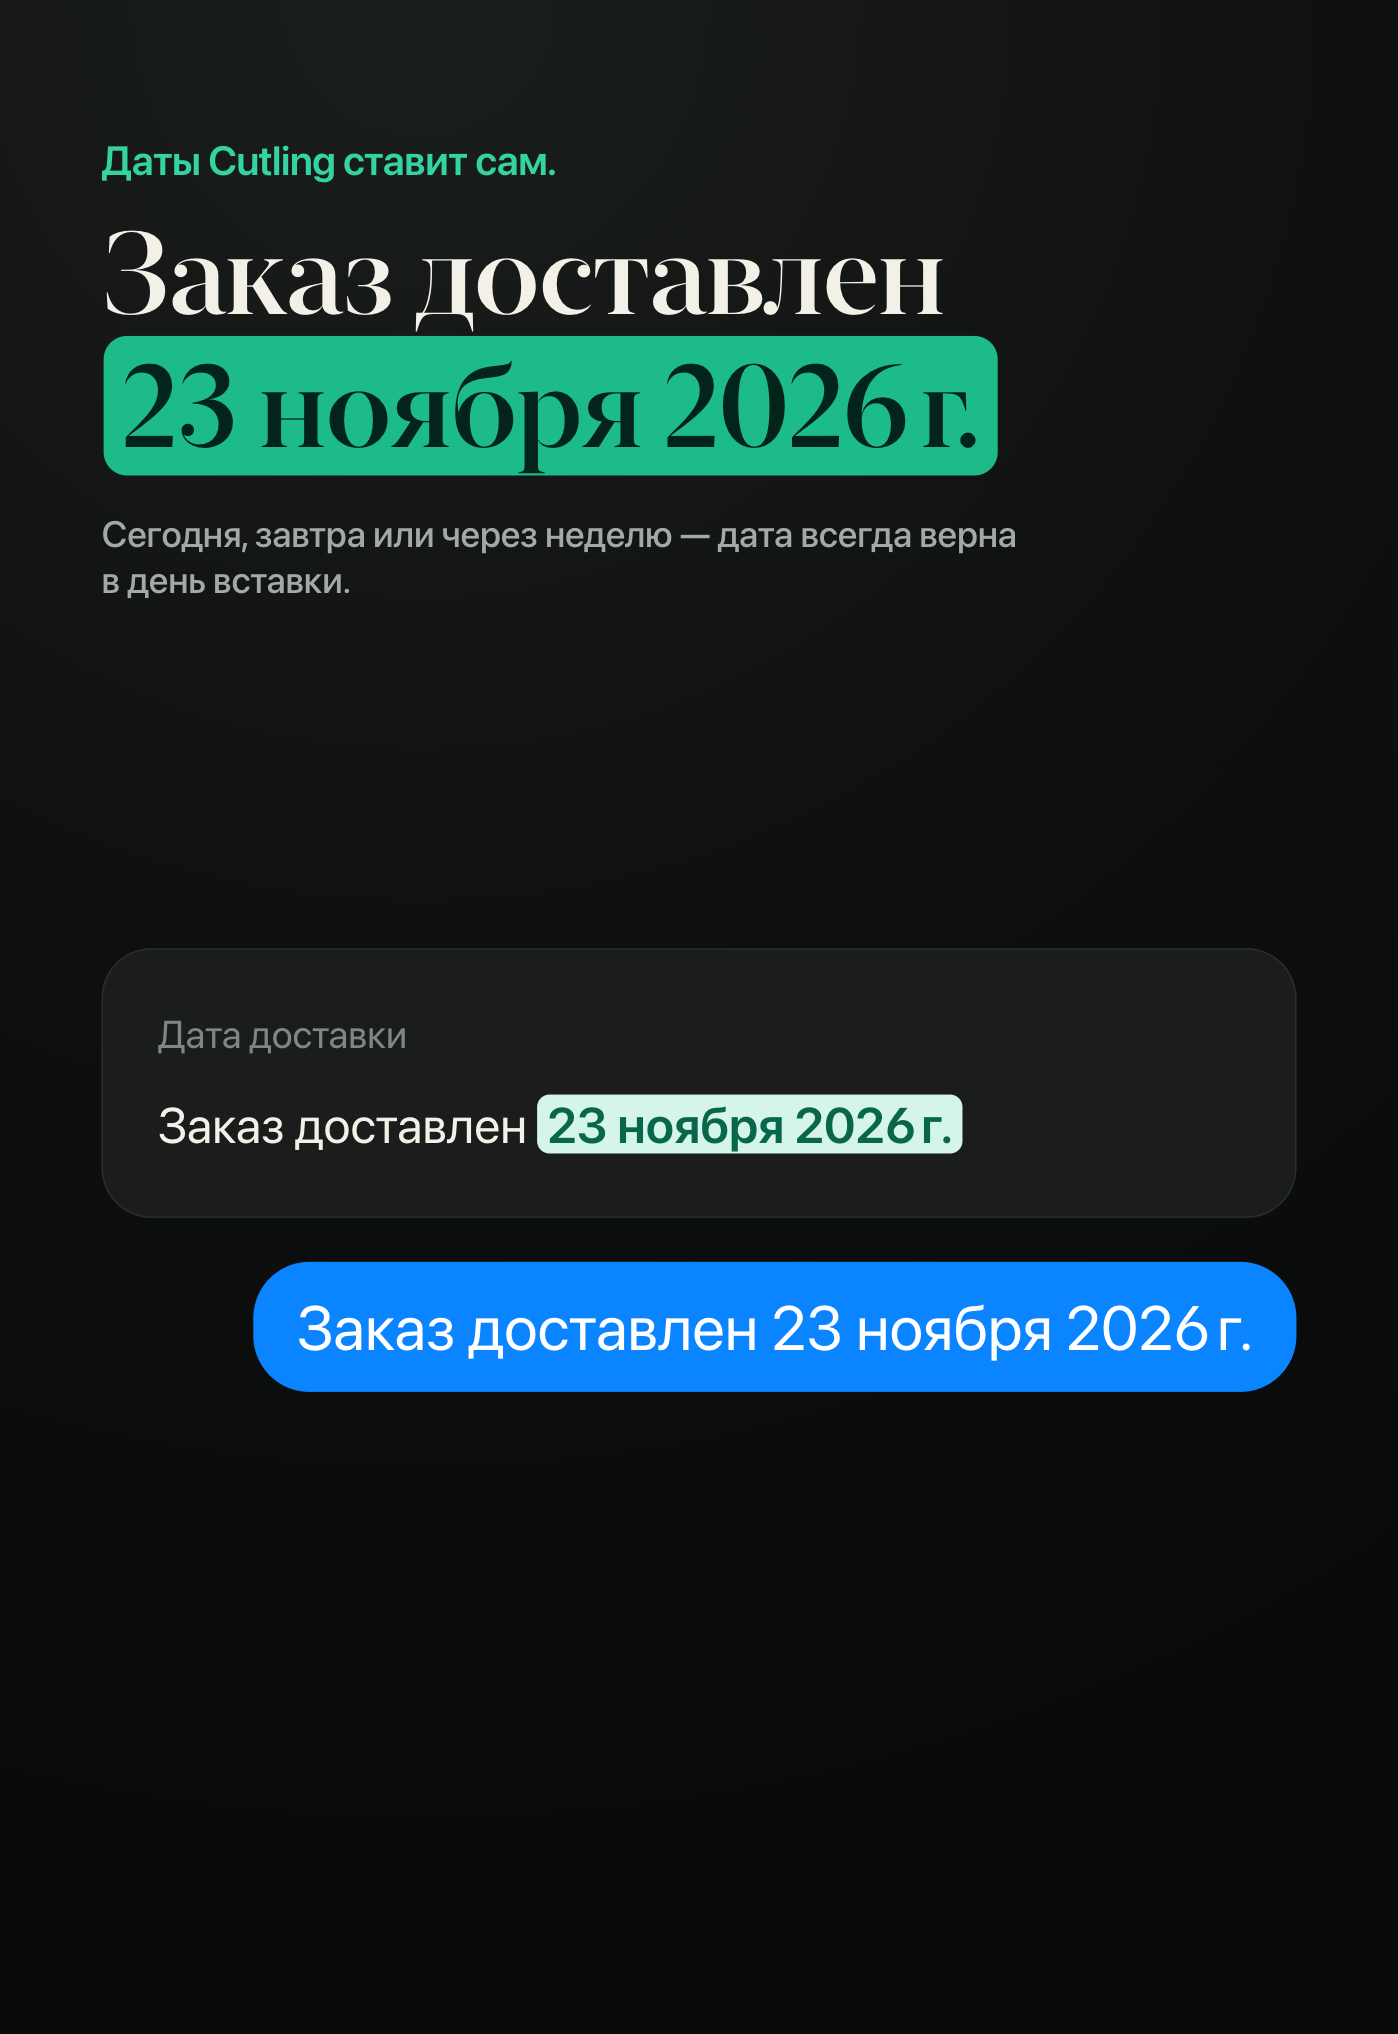 Даты Cutling ставит сам.
Заказ доставлен
23 ноября 2026 г.
Сегодня, завтра или через неделю — дата всегда верна
в день вставки.
Дата доставки
Заказ доставлен 23 ноября 2026 г.
Заказ доставлен 23 ноября 2026 г.